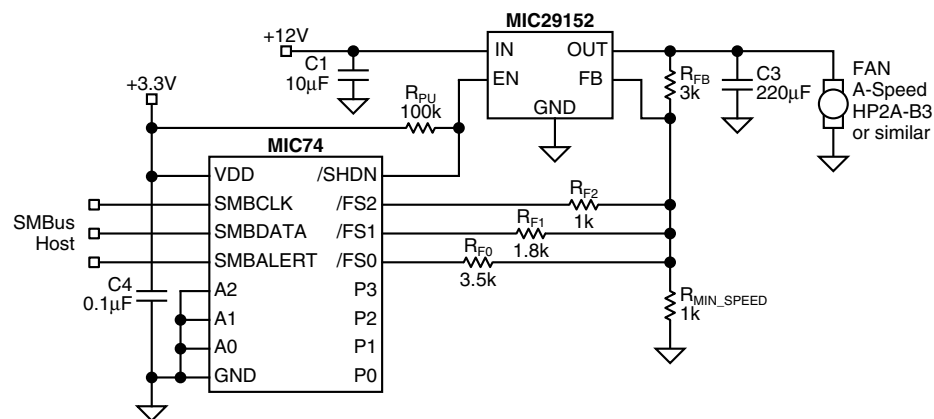 MIC29152
+12V
IN
OUT
EN
FB
GND
C1
10µF
R_FB
3k
C3
220µF
FAN
A-Speed
HP2A-B3
or similar
+3.3V
R_PU
100k
MIC74
VDD
/SHDN
SMBCLK
/FS2
SMBDATA
/FS1
SMBALERT
/FS0
A2
P3
A1
P2
A0
P1
GND
P0
SMBus
Host
C4
0.1µF
R_F2
1k
R_F1
1.8k
R_F0
3.5k
R_MIN_SPEED
1k